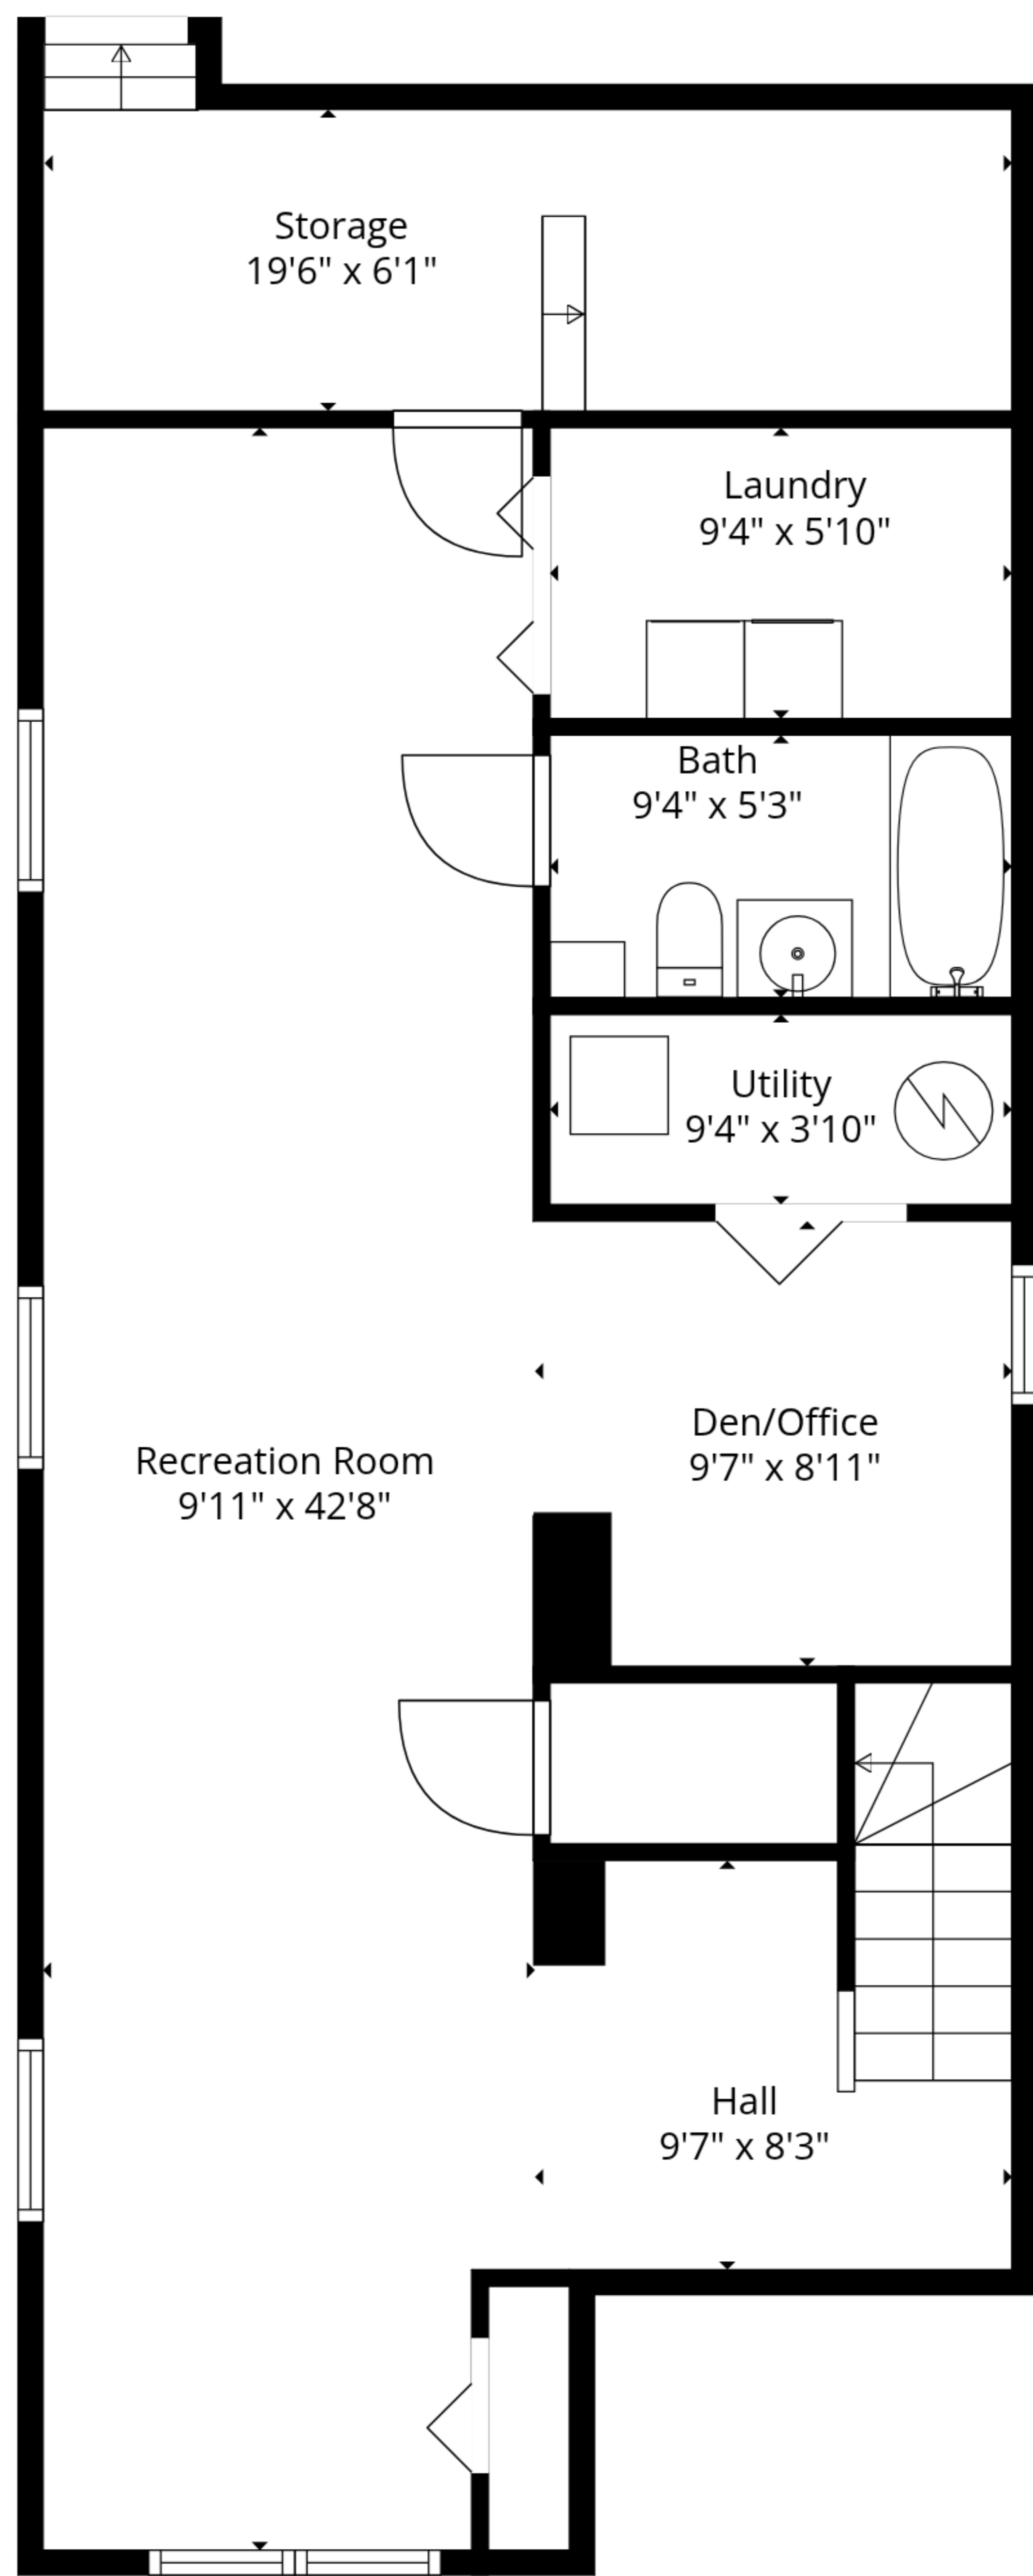 Storage
19'6" x 6'1"
Laundry
9'4" x 5'10"
Bath
9'4" x 5'3"
Utility
9'4" x 3'10"
Den/Office
9'7" x 8'11"
Recreation Room
9'11" x 42'8"
Hall
9'7" x 8'3"